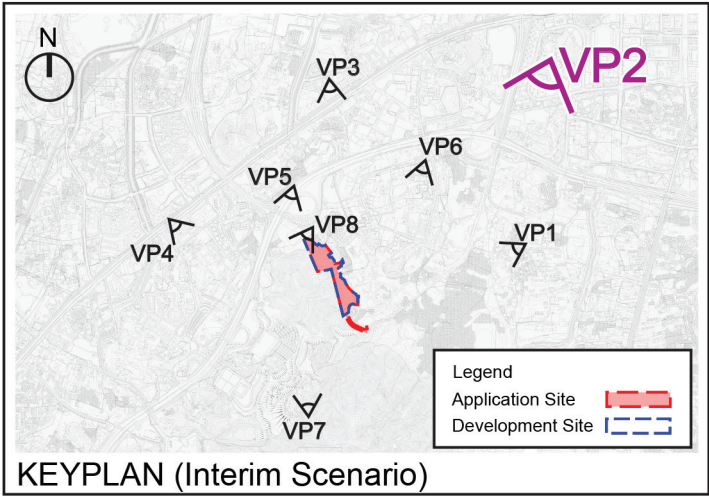 N
VP3
VP2
VP6
VP5
VP8
VP4
VP1
VP7
Legend
Application Site
Development Site
KEYPLAN (Interim Scenario)